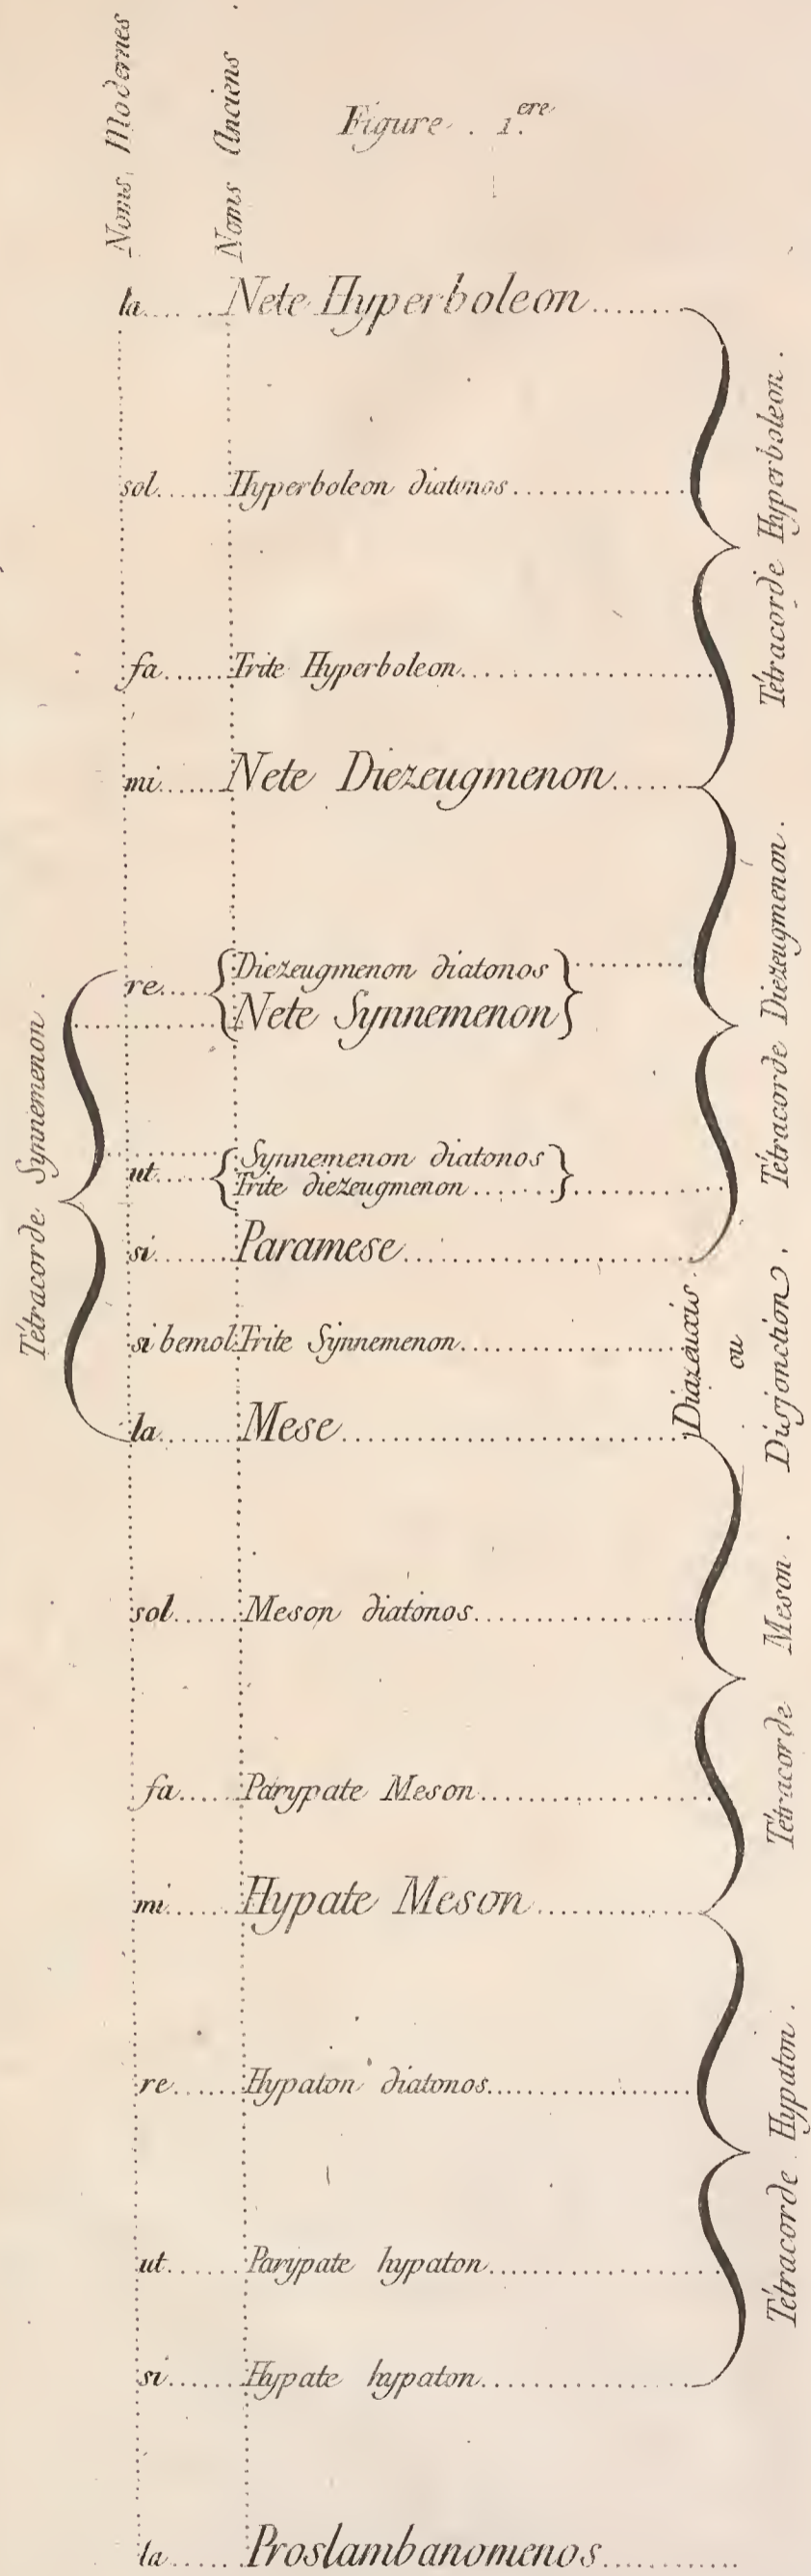 Noms Modernes
Noms Anciens.
Figure. 1.ere
la..... Nete Hyperboleon........
sol...... Hyperboleon diatonos...............
fa...... Trite Hyperboleon......................
mi...... Nete Diezeugmenon.......
re..... { Diezeugmenon diatonos } ..........
Nete Synnemenon
ut..... { Synnemenon diatonos }
Trite diezeugmenon........ ..............
si....... Paramese.........................
si bemol Trite Synnemenon...................
la....... Mese.............................
sol...... Meson diatonos...................
fa..... Parypate Meson...................
mi...... Hypate Meson..............
re...... Hypaton diatonos.................
ut...... Parypate hypaton...................
si...... Hypate hypaton.................
la..... Proslambanomenos............
Tétracorde Synnemenon.
Tétracorde Hyperboleon.
Tétracorde Diezeugmenon.
Diazeuxis
ou
Disjonction.
Tétracorde Meson.
Tétracorde Hypaton.